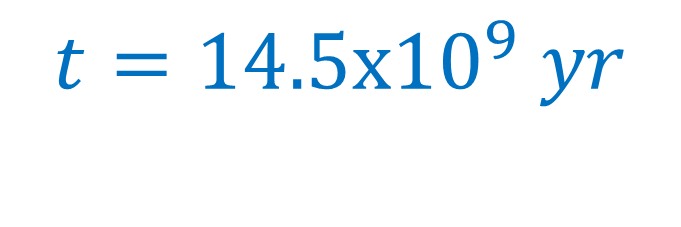 t = 14.5x10⁹ yr